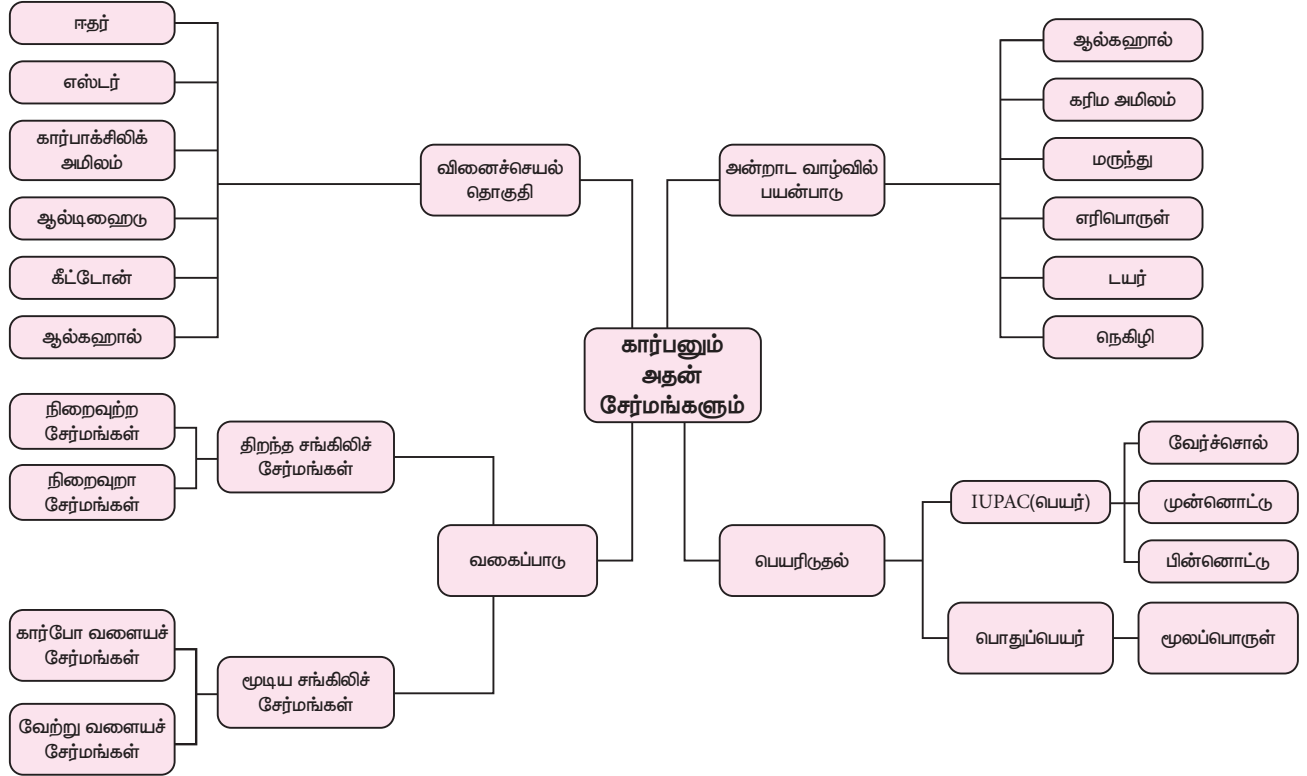 ஈதர்
எஸ்டர்
கார்பாக்சிலிக்
அமிலம்
ஆல்டிஹைடு
கீட்டோன்
ஆல்கஹால்
வினைச்செயல்
தொகுதி
அன்றாட வாழ்வில்
பயன்பாடு
ஆல்கஹால்
கரிம அமிலம்
மருந்து
எரிபொருள்
டயர்
நெகிழி
கார்பனும்
அதன்
சேர்மங்களும்
நிறைவுற்ற
சேர்மங்கள்
நிறைவுறா
சேர்மங்கள்
திறந்த சங்கிலிச்
சேர்மங்கள்
வகைப்பாடு
கார்போ வளையச்
சேர்மங்கள்
வேற்று வளையச்
சேர்மங்கள்
மூடிய சங்கிலிச்
சேர்மங்கள்
பெயரிடுதல்
IUPAC(பெயர்)
வேர்ச்சொல்
முன்னொட்டு
பின்னொட்டு
பொதுப்பெயர்
மூலப்பொருள்